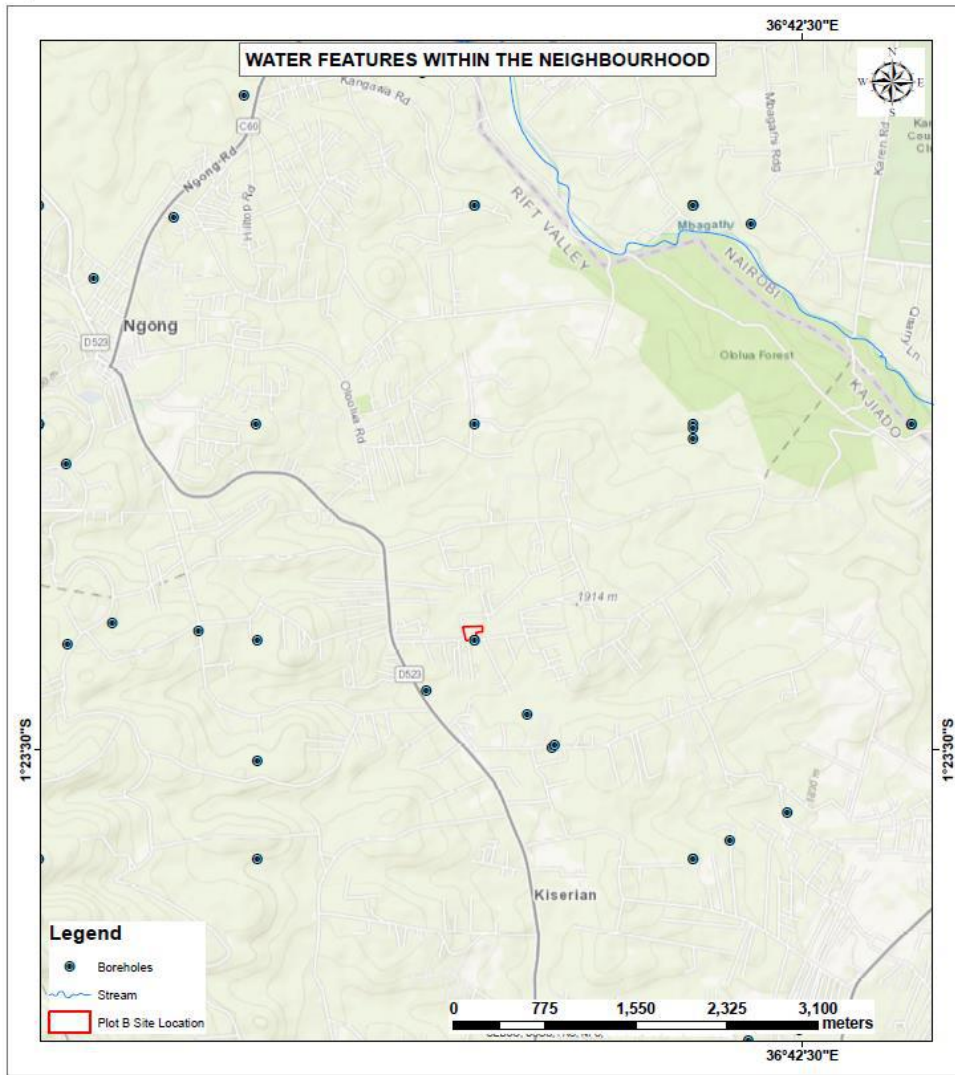 36°42'30"E
WATER FEATURES WITHIN THE NEIGHBOURHOOD
N
W E
S
Kangawa Rd
C60
Ngong Rd
Hilltop Rd
Mbagathi Rdg
Karen Rd
RIFT VALLEY
Mbagathi
NAIROBI
Quarry Ln
Ngong
D523
Ololua Forest
KAJIADO
Oloolua Rd
1914 m
D523
1°23'30"S
1°23'30"S
Kiserian
Legend
Boreholes
Stream
Plot B Site Location
0 775 1,550 2,325 3,100
meters
36°42'30"E